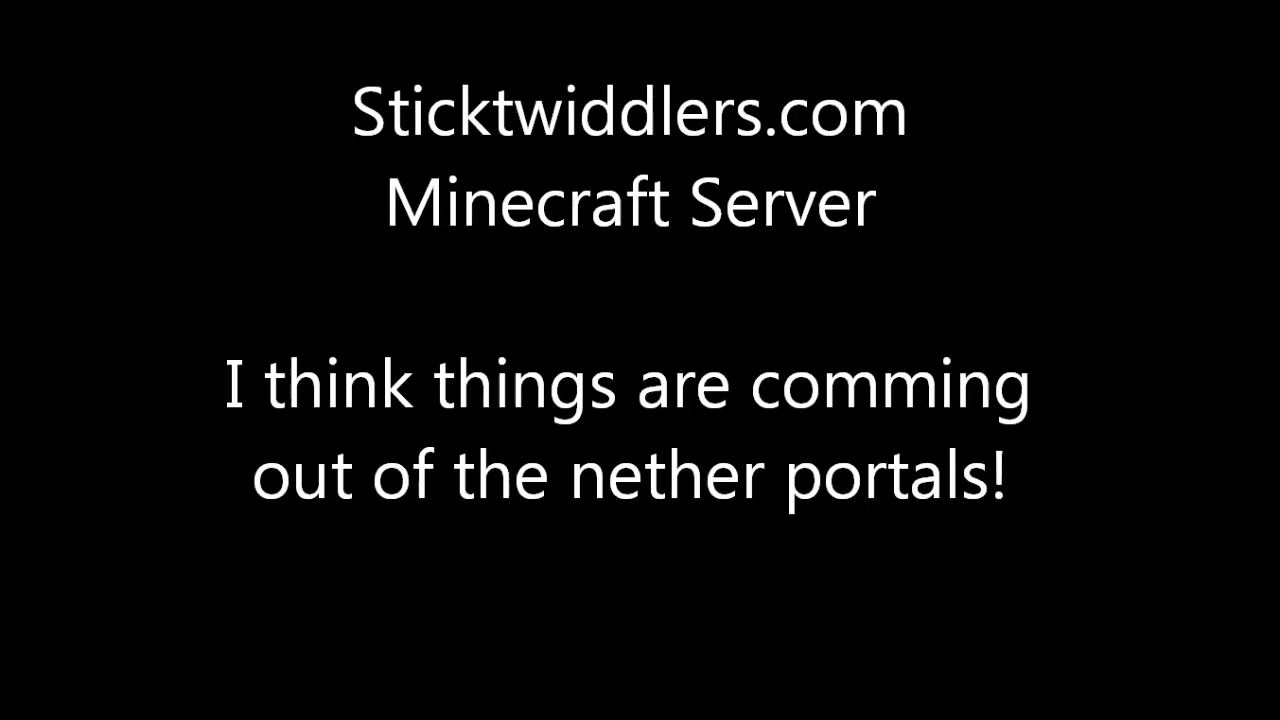 Sticktwiddlers.com
Minecraft Server
I think things are comming
out of the nether portals!